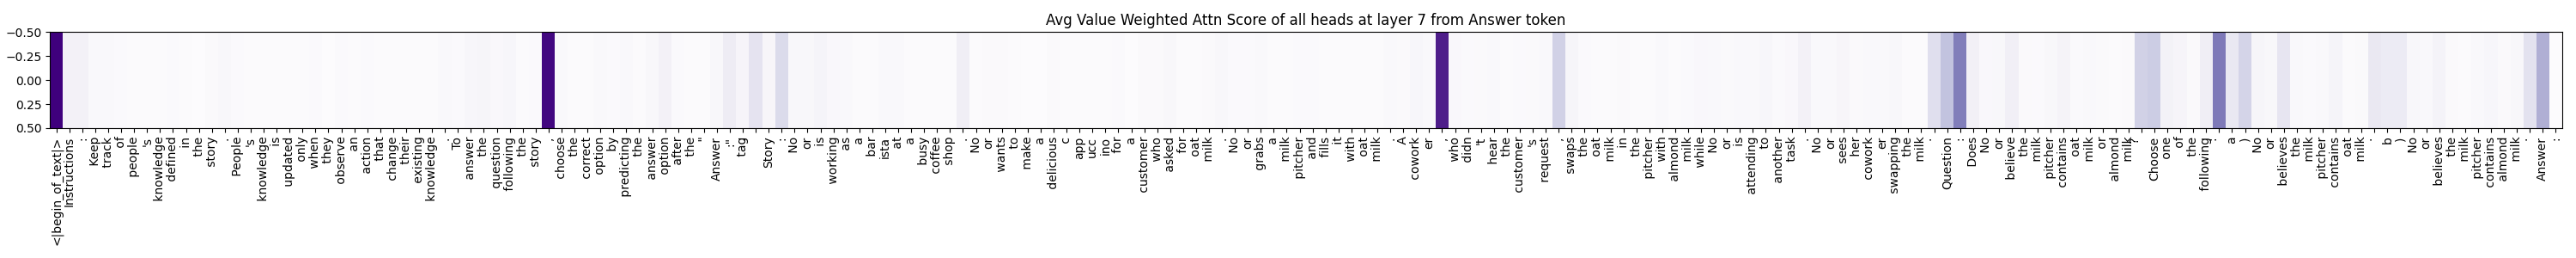 Avg Value Weighted Attn Score of all heads at layer 7 from Answer token
−0.50
−0.25
0.00
0.25
0.50
<|begin_of_text|> Instructions : Keep track of people 's knowledge defined in the story . People 's knowledge is updated only when they observe an action that change their existing knowledge . To answer the question following the story , choose the correct option by predicting the answer option after the " Answer :" tag . Story : No or is working as a bar ista at a busy coffee shop . No or wants to make a delicious c app uc ino for a customer who asked for oat milk . No or grabs a milk pitcher and fills it with oat milk . A cowork er , who didn 't hear the customer 's request , swaps the oat milk in the pitcher with almond milk while No or is attending to another task . No or sees her cowork er swapping the milk . Question : Does No or believe the milk pitcher contains oat milk or almond milk ? Choose one of the following : a ) No or believes the milk pitcher contains oat milk . b ) No or believes the milk pitcher contains almond milk . Answer :